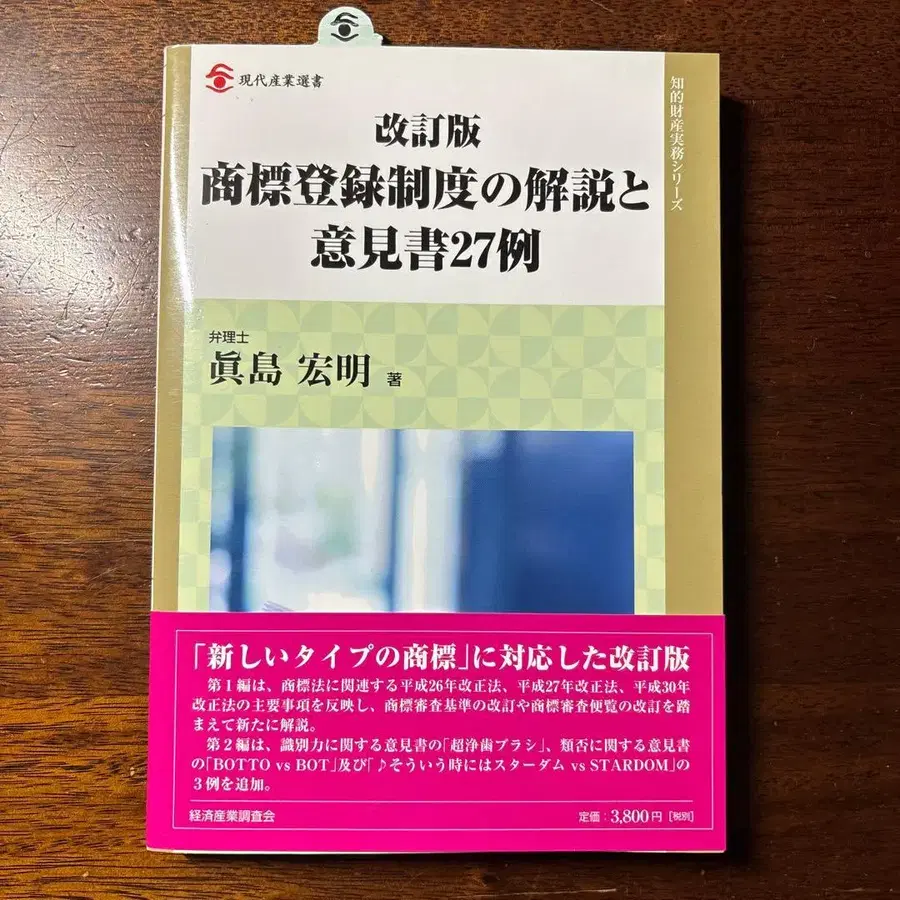 現代産業選書
知的財産実務シリーズ
改訂版
商標登録制度の解説と
意見書27例
弁理士
眞島 宏明 著
「新しいタイプの商標」に対応した改訂版
第1編は、商標法に関連する平成26年改正法、平成27年改正法、平成30年
改正法の主要事項を反映し、商標審査基準の改訂や商標審査便覧の改訂を踏
まえて新たに解説。
第2編は、識別力に関する意見書の「超浄歯ブラシ」、類否に関する意見書
の「BOTTO vs BOT」及び「♪そういう時にはスターダム vs STARDOM」の
3例を追加。
経済産業調査会
定価：3,800円［税別］